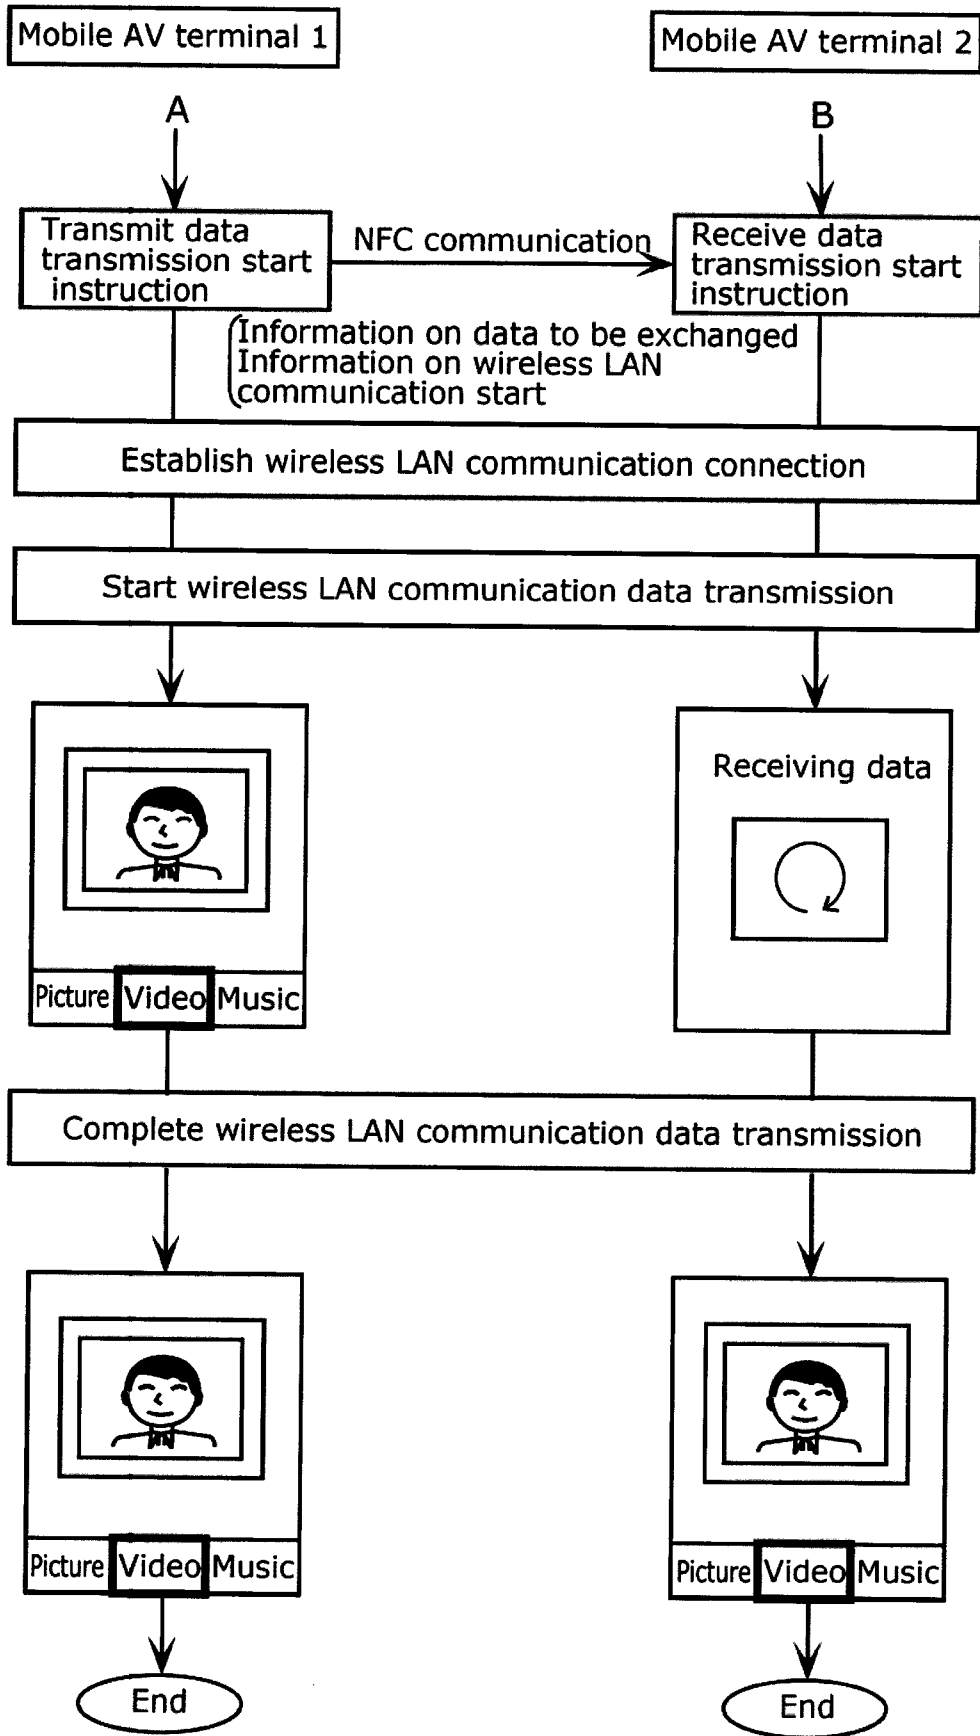 Mobile AV terminal 1
Mobile AV terminal 2
A
B
Transmit data
transmission start
instruction
NFC communication
Receive data
transmission start
instruction
Information on data to be exchanged
Information on wireless LAN
communication start
Establish wireless LAN communication connection
Start wireless LAN communication data transmission
Receiving data
Picture Video Music
Complete wireless LAN communication data transmission
Picture Video Music
Picture Video Music
End
End